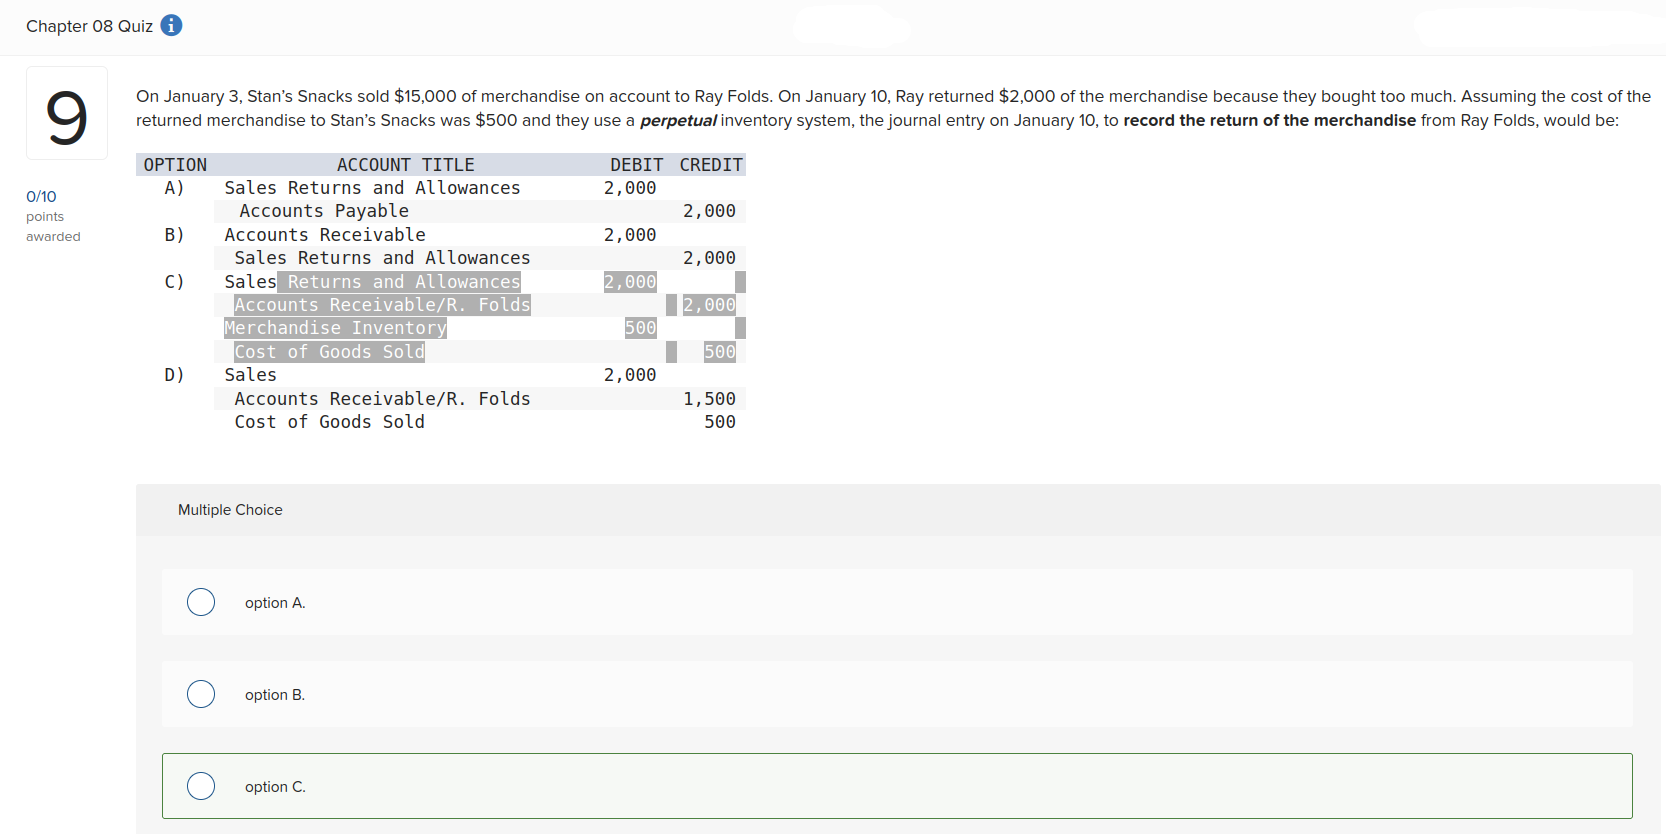 Chapter 08 Quiz i
9
0/10
points
awarded
On January 3, Stan’s Snacks sold $15,000 of merchandise on account to Ray Folds. On January 10, Ray returned $2,000 of the merchandise because they bought too much. Assuming the cost of the
returned merchandise to Stan’s Snacks was $500 and they use a perpetual inventory system, the journal entry on January 10, to record the return of the merchandise from Ray Folds, would be:
OPTION ACCOUNT TITLE DEBIT CREDIT
A) Sales Returns and Allowances 2,000
Accounts Payable 2,000
B) Accounts Receivable 2,000
Sales Returns and Allowances 2,000
C) Sales Returns and Allowances 2,000
Accounts Receivable/R. Folds 2,000
Merchandise Inventory 500
Cost of Goods Sold 500
D) Sales 2,000
Accounts Receivable/R. Folds 1,500
Cost of Goods Sold 500
Multiple Choice
option A.
option B.
option C.